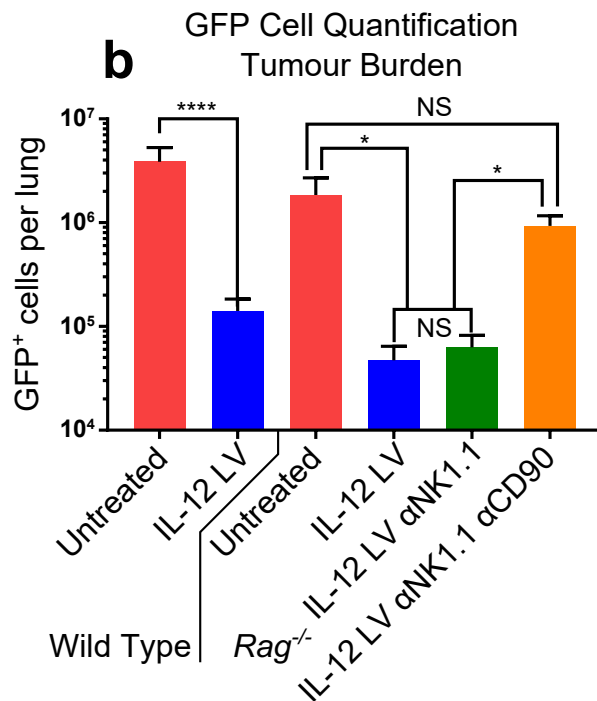 b
GFP Cell Quantification
Tumour Burden
GFP⁺ cells per lung
10⁷
10⁶
10⁵
10⁴
****
NS
*
*
NS
Untreated
IL-12 LV
Untreated
IL-12 LV
IL-12 LV αNK1.1
IL-12 LV αNK1.1 αCD90
Wild Type
Rag⁻/⁻